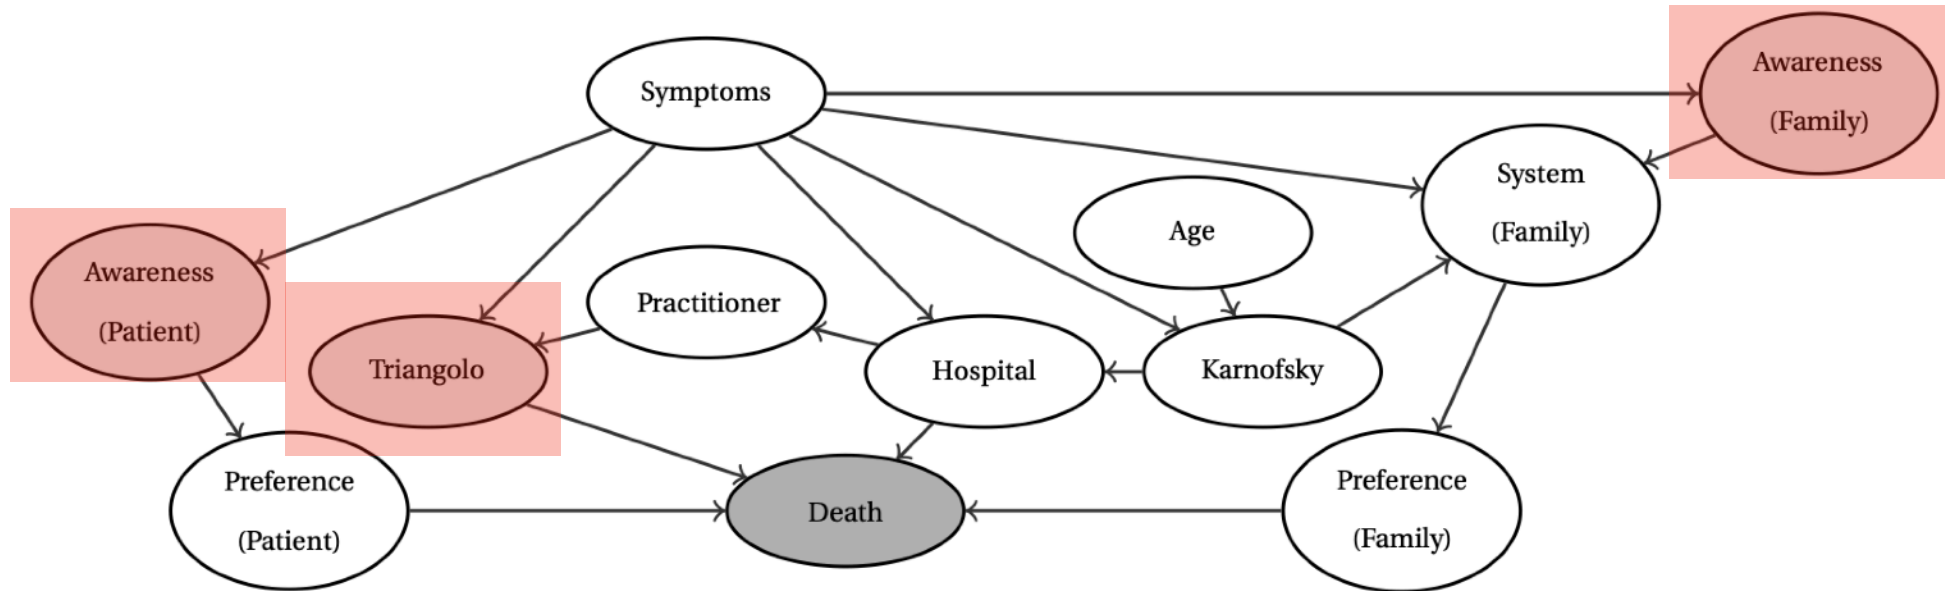 Symptoms
Awareness
(Family)
System
(Family)
Age
Awareness
(Patient)
Practitioner
Triangolo
Hospital
Karnofsky
Preference
(Patient)
Death
Preference
(Family)